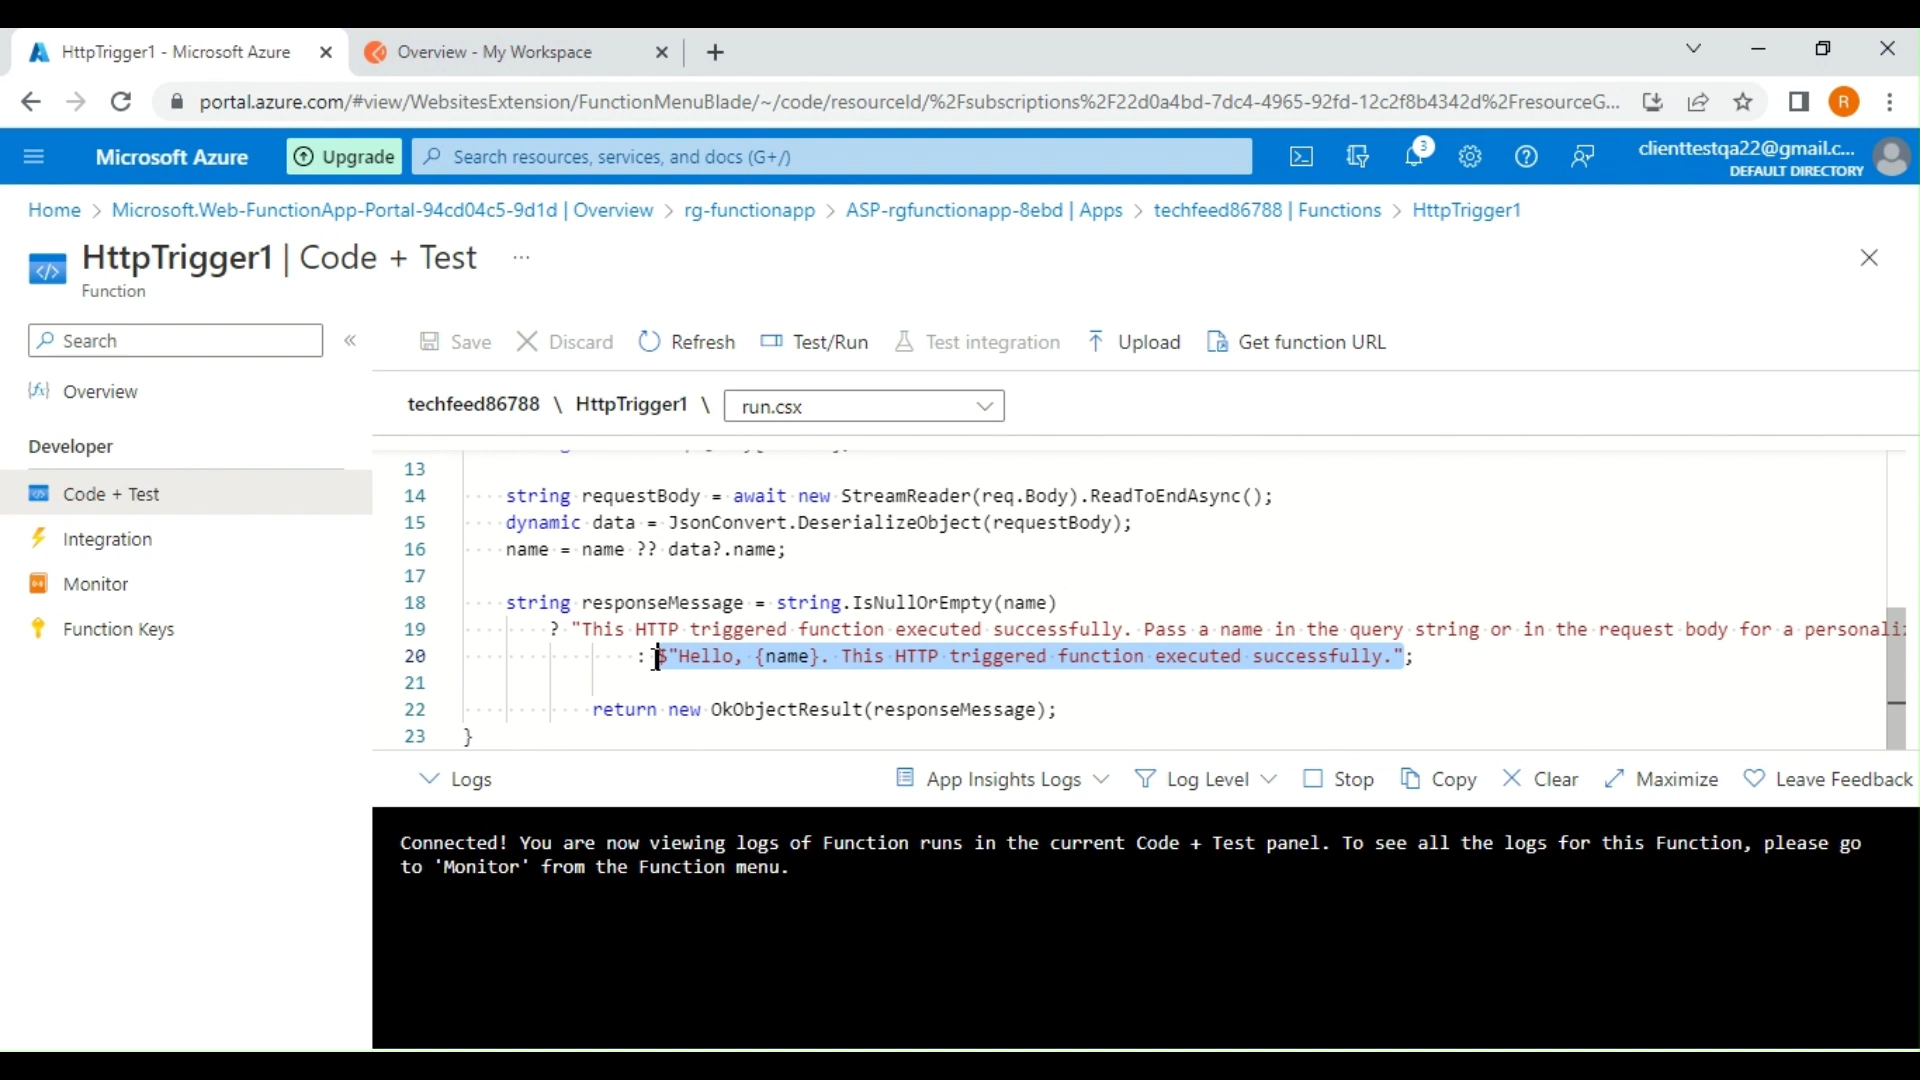 HttpTrigger1 - Microsoft Azure
Overview - My Workspace
portal.azure.com/#view/WebsitesExtension/FunctionMenuBlade/~/code/resourceId/%2Fsubscriptions%2F22d0a4bd-7dc4-4965-92fd-12c2f8b4342d%2FresourceG...
R
Microsoft Azure
Upgrade
Search resources, services, and docs (G+/)
3
clienttestqa22@gmail.c...
DEFAULT DIRECTORY
Home > Microsoft.Web-FunctionApp-Portal-94cd04c5-9d1d | Overview > rg-functionapp > ASP-rgfunctionapp-8ebd | Apps > techfeed86788 | Functions > HttpTrigger1
HttpTrigger1 | Code + Test ...
Function
Search
Save
Discard
Refresh
Test/Run
Test integration
Upload
Get function URL
Overview
Developer
Code + Test
Integration
Monitor
Function Keys
techfeed86788 \ HttpTrigger1 \ run.csx
13
14 string requestBody = await new StreamReader(req.Body).ReadToEndAsync();
15 dynamic data = JsonConvert.DeserializeObject(requestBody);
16 name = name ?? data?.name;
17
18 string responseMessage = string.IsNullOrEmpty(name)
19 ? "This HTTP triggered function executed successfully. Pass a name in the query string or in the request body for a personali
20 : $"Hello, {name}. This HTTP triggered function executed successfully.";
21
22 return new OkObjectResult(responseMessage);
23 }
Logs
App Insights Logs
Log Level
Stop
Copy
Clear
Maximize
Leave Feedback
Connected! You are now viewing logs of Function runs in the current Code + Test panel. To see all the logs for this Function, please go
to 'Monitor' from the Function menu.